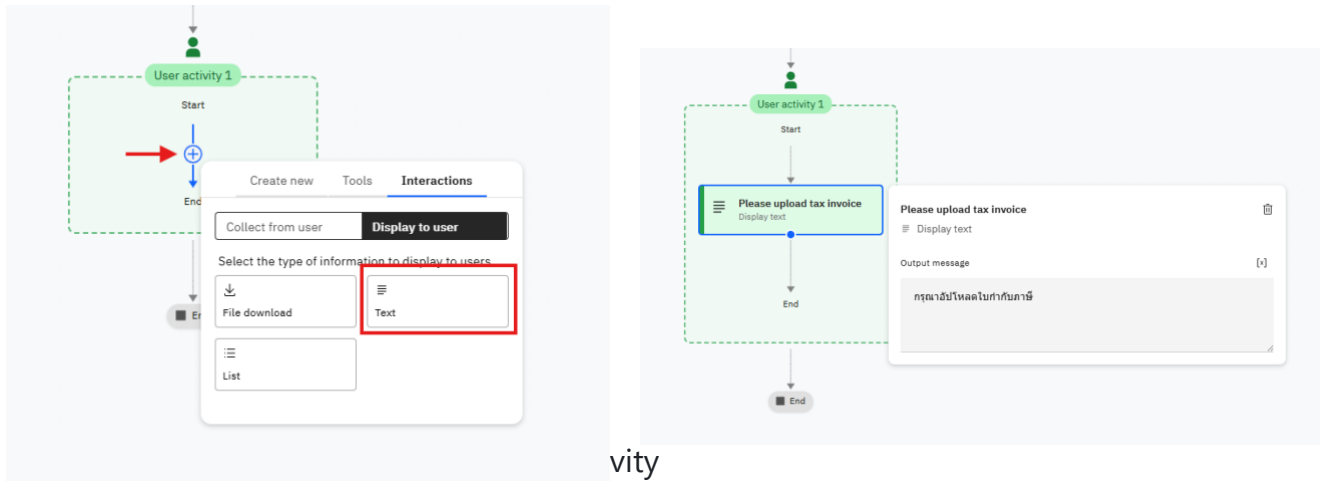 User activity 1
Start
End
Create new Tools Interactions
Collect from user Display to user
Select the type of information to display to users
File download Text
List
User activity 1
Start
Please upload tax invoice
Display text
End
End
Please upload tax invoice
Display text
Output message [x]
กรุณาอัปโหลดใบกำกับภาษี
vity